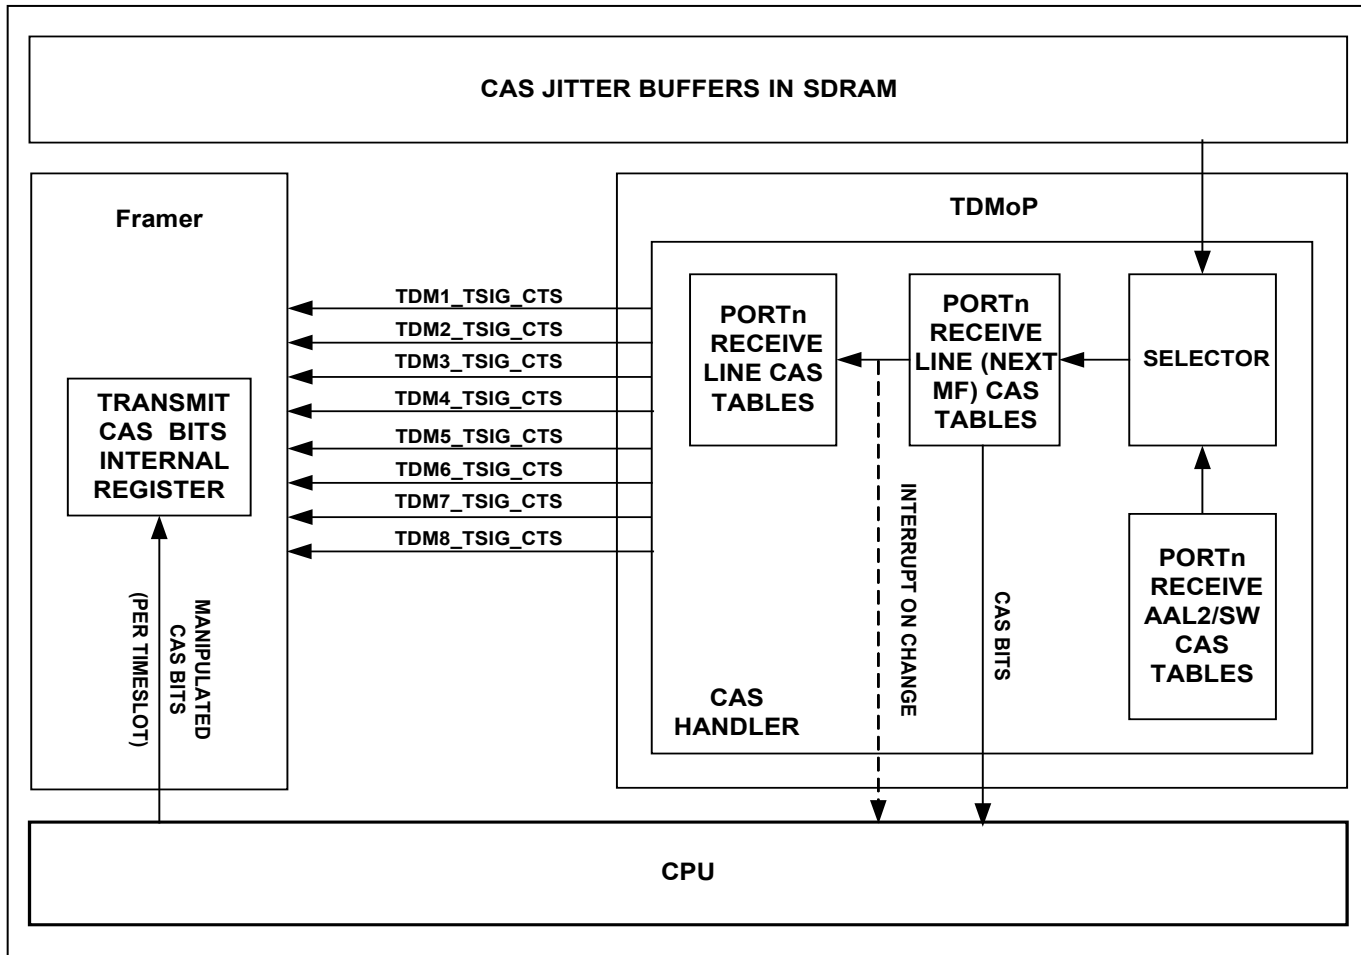 CAS JITTER BUFFERS IN SDRAM
Framer
TRANSMIT
CAS BITS
INTERNAL
REGISTER
MANIPULATED
CAS BITS
(PER TIMESLOT)
TDM1_TSIG_CTS
TDM2_TSIG_CTS
TDM3_TSIG_CTS
TDM4_TSIG_CTS
TDM5_TSIG_CTS
TDM6_TSIG_CTS
TDM7_TSIG_CTS
TDM8_TSIG_CTS
TDMoP
PORTn
RECEIVE
LINE CAS
TABLES
PORTn
RECEIVE
LINE (NEXT
MF) CAS
TABLES
SELECTOR
PORTn
RECEIVE
AAL2/SW
CAS
TABLES
INTERRUPT ON CHANGE
CAS BITS
CAS
HANDLER
CPU